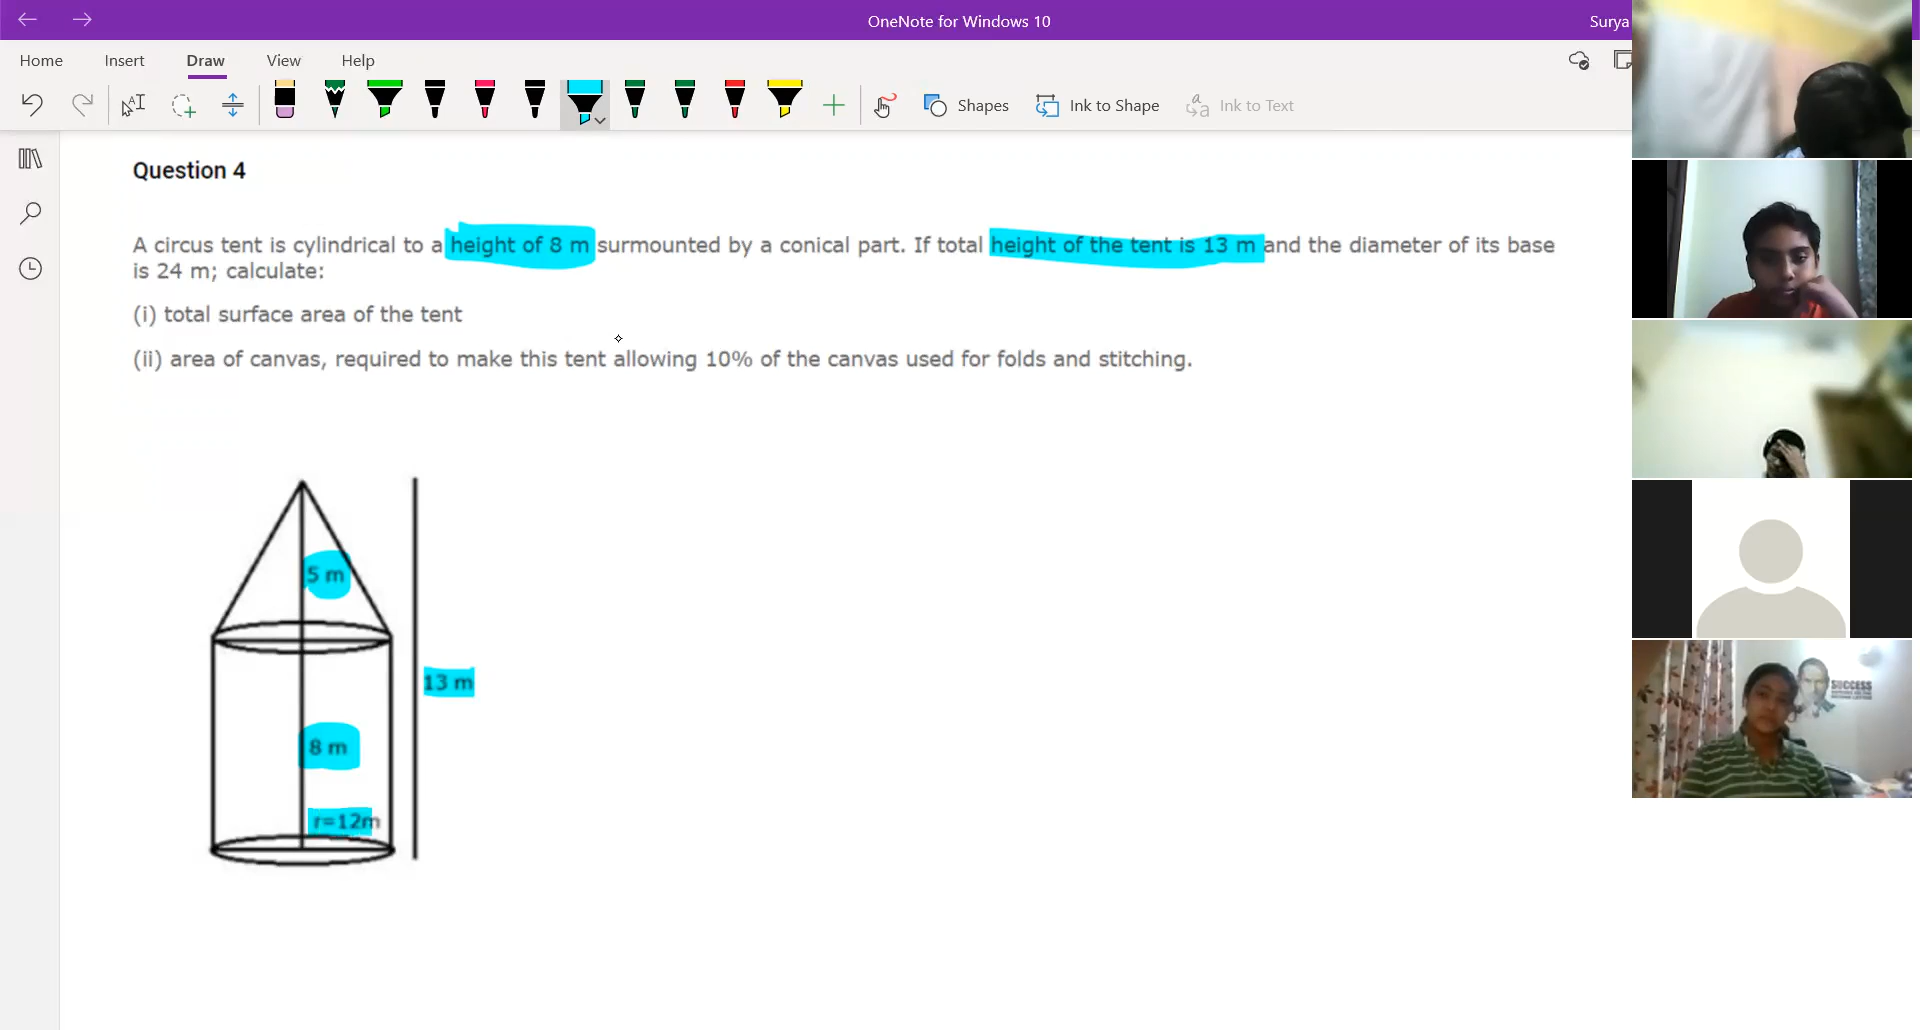 OneNote for Windows 10
Surya
Home Insert Draw View Help
Shapes Ink to Shape Ink to Text
Question 4
A circus tent is cylindrical to a height of 8 m surmounted by a conical part. If total height of the tent is 13 m and the diameter of its base
is 24 m; calculate:
(i) total surface area of the tent
(ii) area of canvas, required to make this tent allowing 10% of the canvas used for folds and stitching.
5 m
13 m
8 m
r=12m
SUCCESS